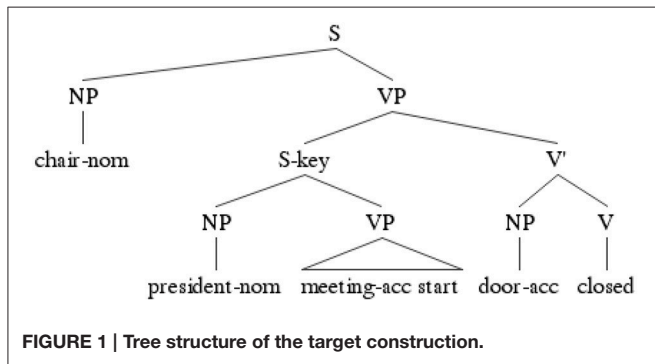 S
NP VP
chair-nom S-key V'
NP VP NP V
president-nom meeting-acc start door-acc closed
FIGURE 1 | Tree structure of the target construction.